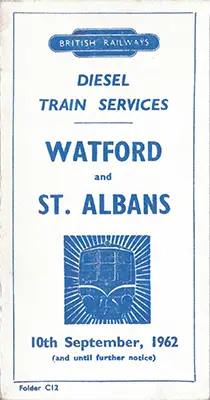 BRITISH RAILWAYS
DIESEL
TRAIN SERVICES
WATFORD
and
ST. ALBANS
10th September, 1962
(and until further notice)
Folder C12